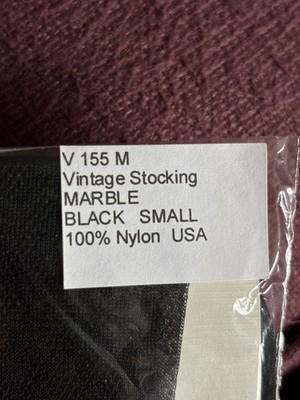 V 155 M
Vintage Stocking
MARBLE
BLACK SMALL
100% Nylon USA